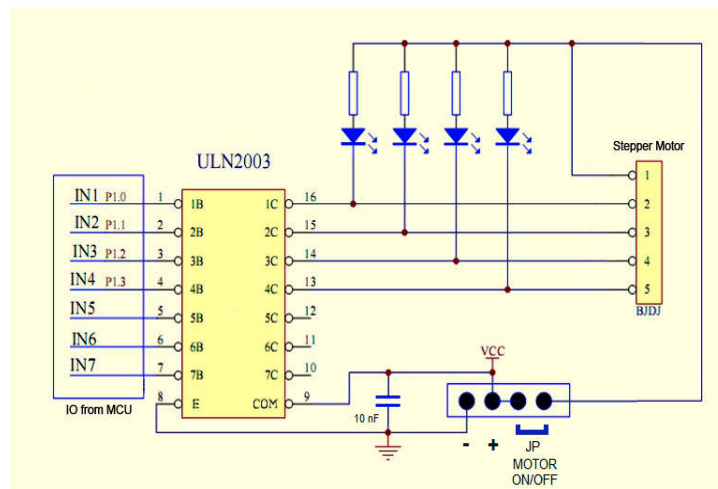 Stepper Motor
ULN2003
1
IN1 P1.0 1 1B 1C 16 2
IN2 P1.1 2 2B 2C 15 3
IN3 P1.2 3 3B 3C 14 4
IN4 P1.3 4 4B 4C 13 5
IN5 5 5B 5C 12 BJDJ
IN6 6 6B 6C 11
IN7 7 7B 7C 10 VCC
8 E COM 9
IO from MCU
10 nF
- + JP
MOTOR
ON/OFF